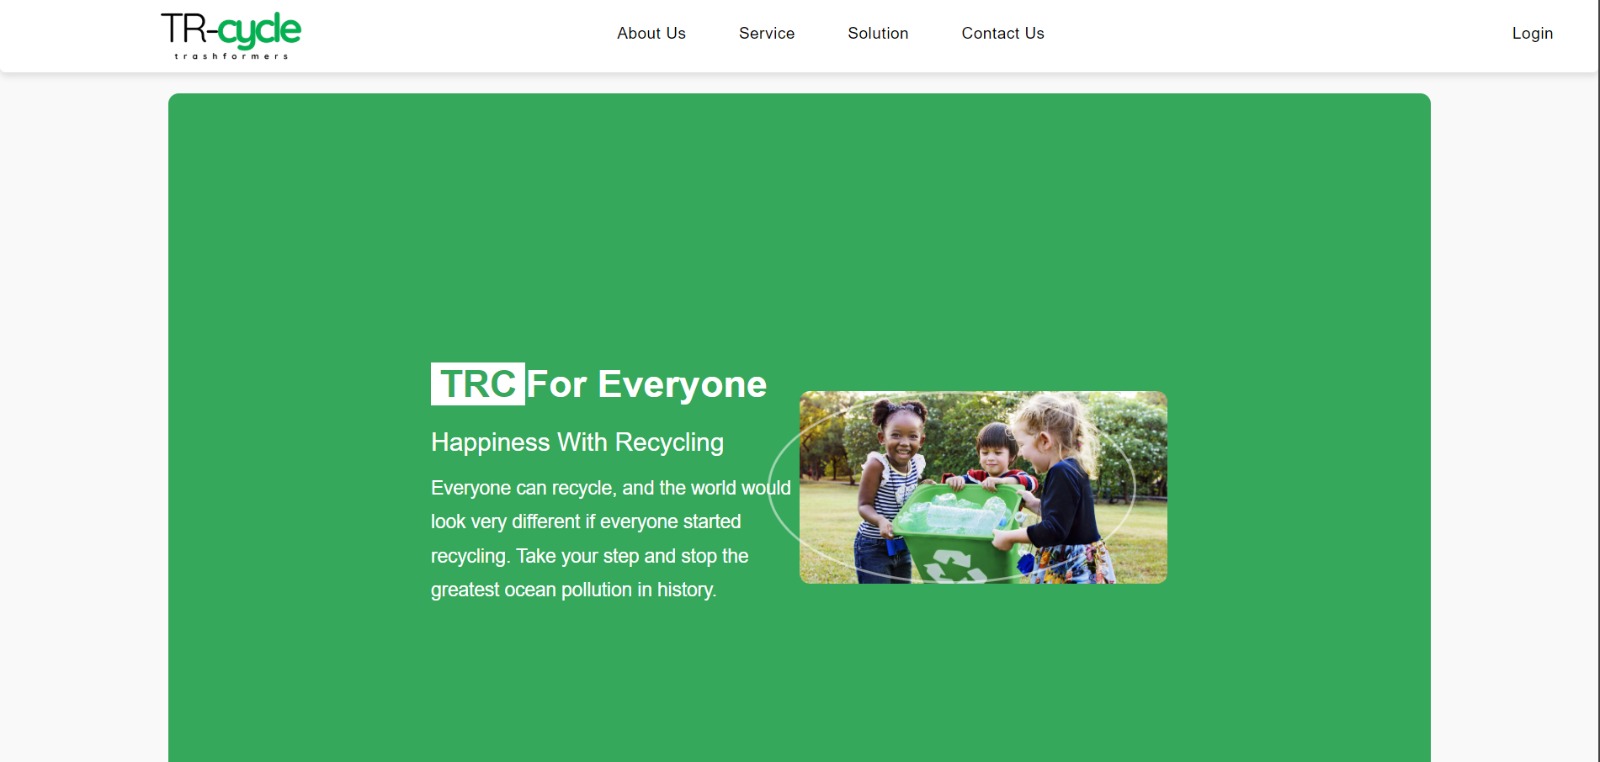 TR-cycle
trashformers
About Us
Service
Solution
Contact Us
Login
TRC For Everyone
Happiness With Recycling
Everyone can recycle, and the world would
look very different if everyone started
recycling. Take your step and stop the
greatest ocean pollution in history.